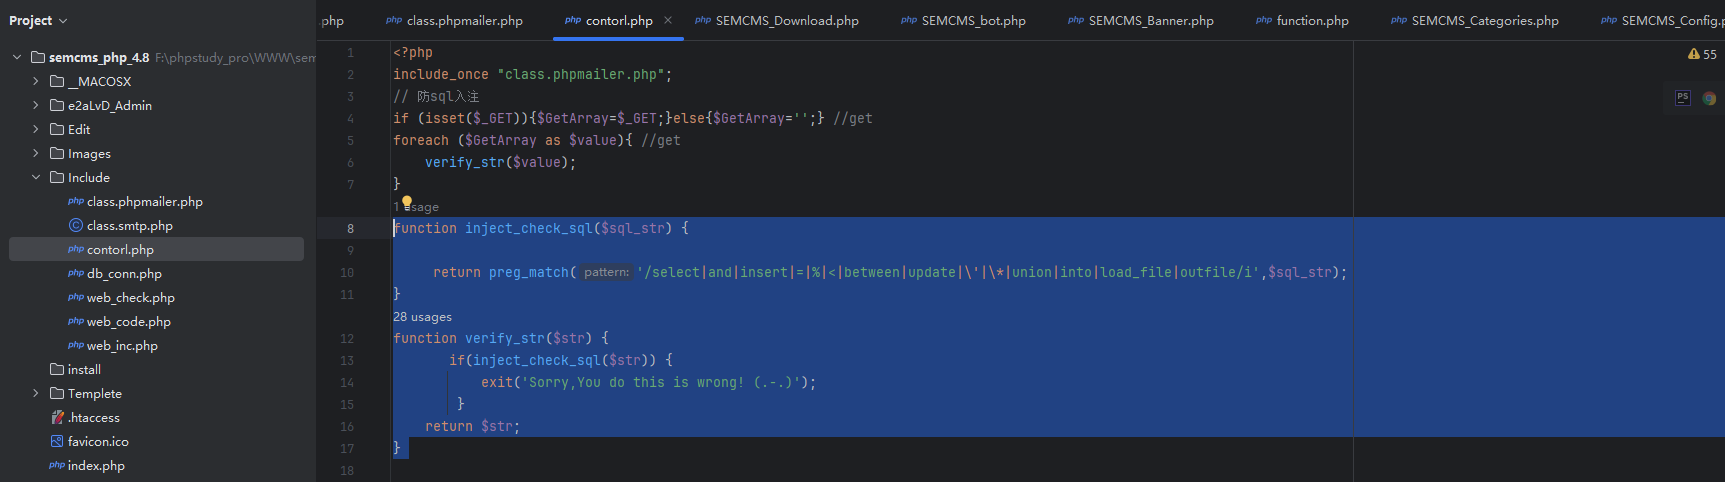 Project
.php
class.phpmailer.php
contorl.php
SEMCMS_Download.php
SEMCMS_bot.php
SEMCMS_Banner.php
function.php
SEMCMS_Categories.php
SEMCMS_Config.p
semcms_php_4.8 F:\phpstudy_pro\WWW\sem
__MACOSX
e2aLvD_Admin
Edit
Images
Include
class.phpmailer.php
class.smtp.php
contorl.php
db_conn.php
web_check.php
web_code.php
web_inc.php
install
Templete
.htaccess
favicon.ico
index.php
55
1 <?php
2 include_once "class.phpmailer.php";
3 // 防sql入注
4 if (isset($_GET)){$GetArray=$_GET;}else{$GetArray='';} //get
5 foreach ($GetArray as $value){ //get
6 verify_str($value);
7 }
1 usage
8 function inject_check_sql($sql_str) {
9
10 return preg_match( pattern: '/select|and|insert|=|%|<|between|update|\'|\*|union|into|load_file|outfile/i',$sql_str);
11 }
28 usages
12 function verify_str($str) {
13 if(inject_check_sql($str)) {
14 exit('Sorry,You do this is wrong! (.-.)');
15 }
16 return $str;
17 }
18